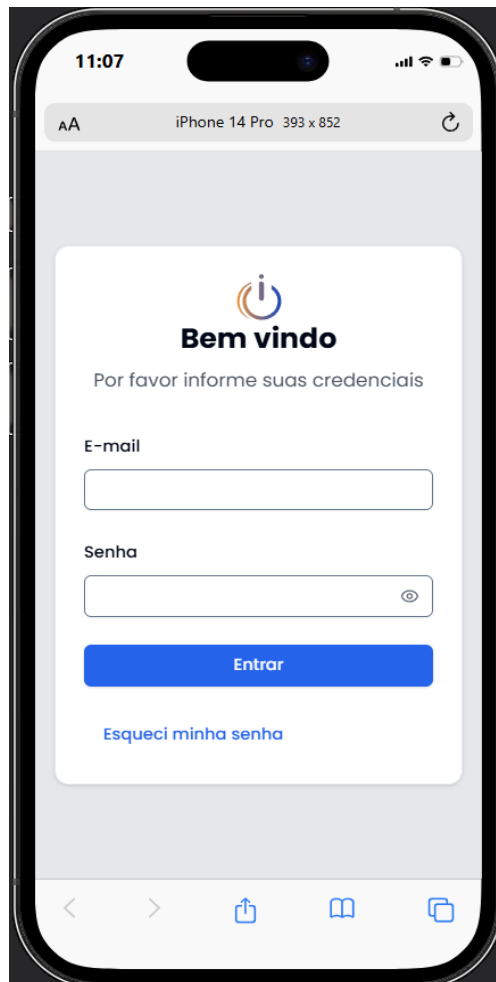 11:07
AA
iPhone 14 Pro 393 x 852
Bem vindo
Por favor informe suas credenciais
E-mail
Senha
Entrar
Esqueci minha senha